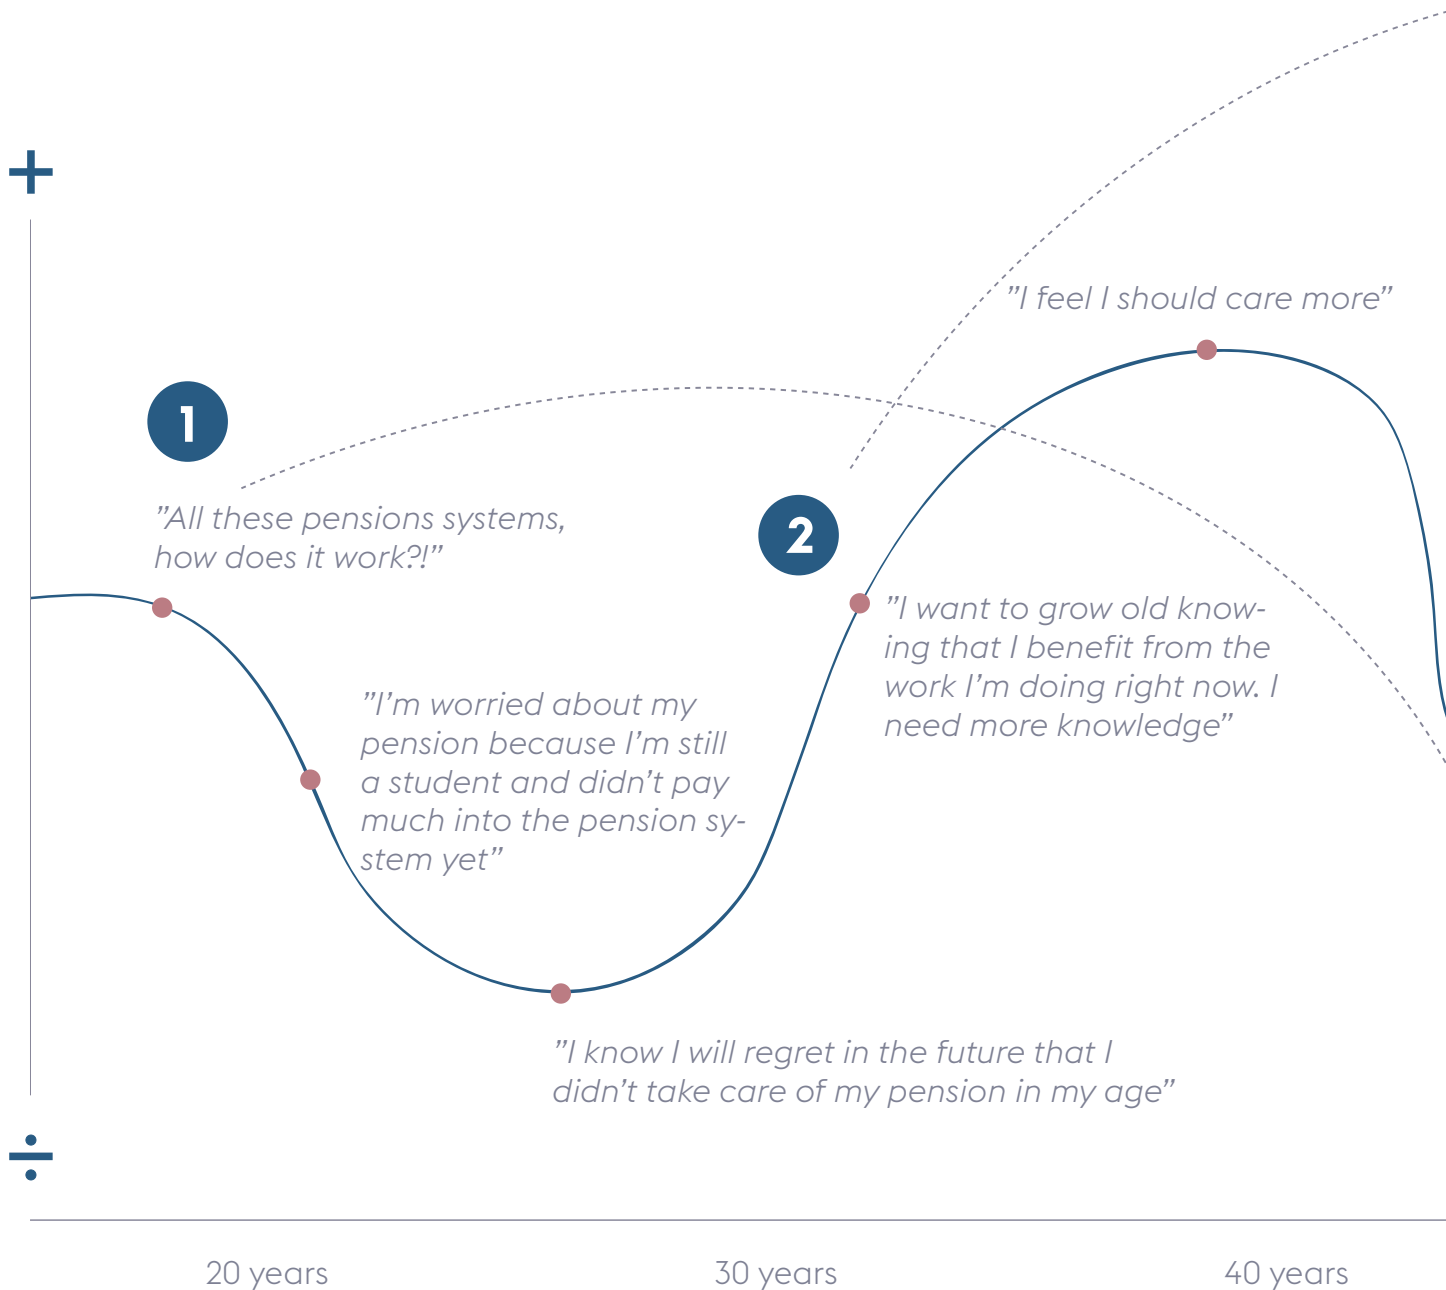 +
”I feel I should care more”
1
”All these pensions systems,
how does it work?!”
2
”I want to grow old know-
ing that I benefit from the
work I’m doing right now. I
need more knowledge”
”I’m worried about my
pension because I’m still
a student and didn’t pay
much into the pension sy-
stem yet”
”I know I will regret in the future that I
didn’t take care of my pension in my age”
÷
20 years
30 years
40 years